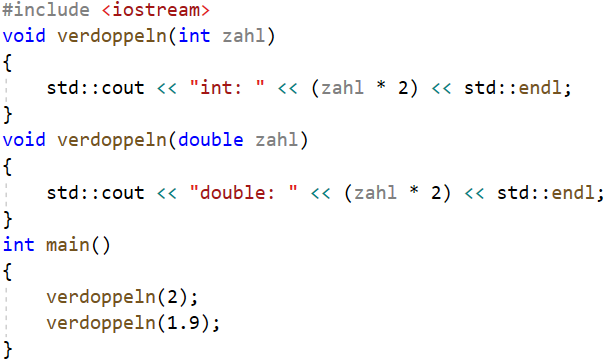 #include <iostream>
void verdoppeln(int zahl)
{
    std::cout << "int: " << (zahl * 2) << std::endl;
}
void verdoppeln(double zahl)
{
    std::cout << "double: " << (zahl * 2) << std::endl;
}
int main()
{
    verdoppeln(2);
    verdoppeln(1.9);
}